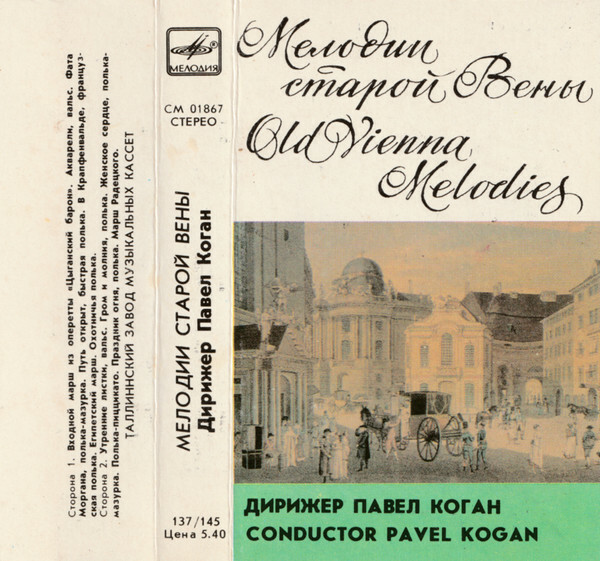 Сторона 1. Входной марш из оперетты «Цыганский барон». Акварели, вальс. Фата
Моргана, полька-мазурка. Путь открыт, быстрая полька. В Крапфенвальде, француз-
ская полька. Египетский марш. Охотничья полька.
Сторона 2. Утренние листки, вальс. Гром и молния, полька. Женское сердце, полька-
мазурка. Полька-пиццикато. Праздник огня, полька. Марш Радецкого.
ТАЛЛИННСКИЙ ЗАВОД МУЗЫКАЛЬНЫХ КАССЕТ
МЕЛОДИЯ
СМ 01867
СТЕРЕО
МЕЛОДИИ СТАРОЙ ВЕНЫ
Дирижер Павел Коган
137/145
Цена 5.40
Мелодии
старой Вены
Old Vienna
Melodies
ДИРИЖЕР ПАВЕЛ КОГАН
CONDUCTOR PAVEL KOGAN